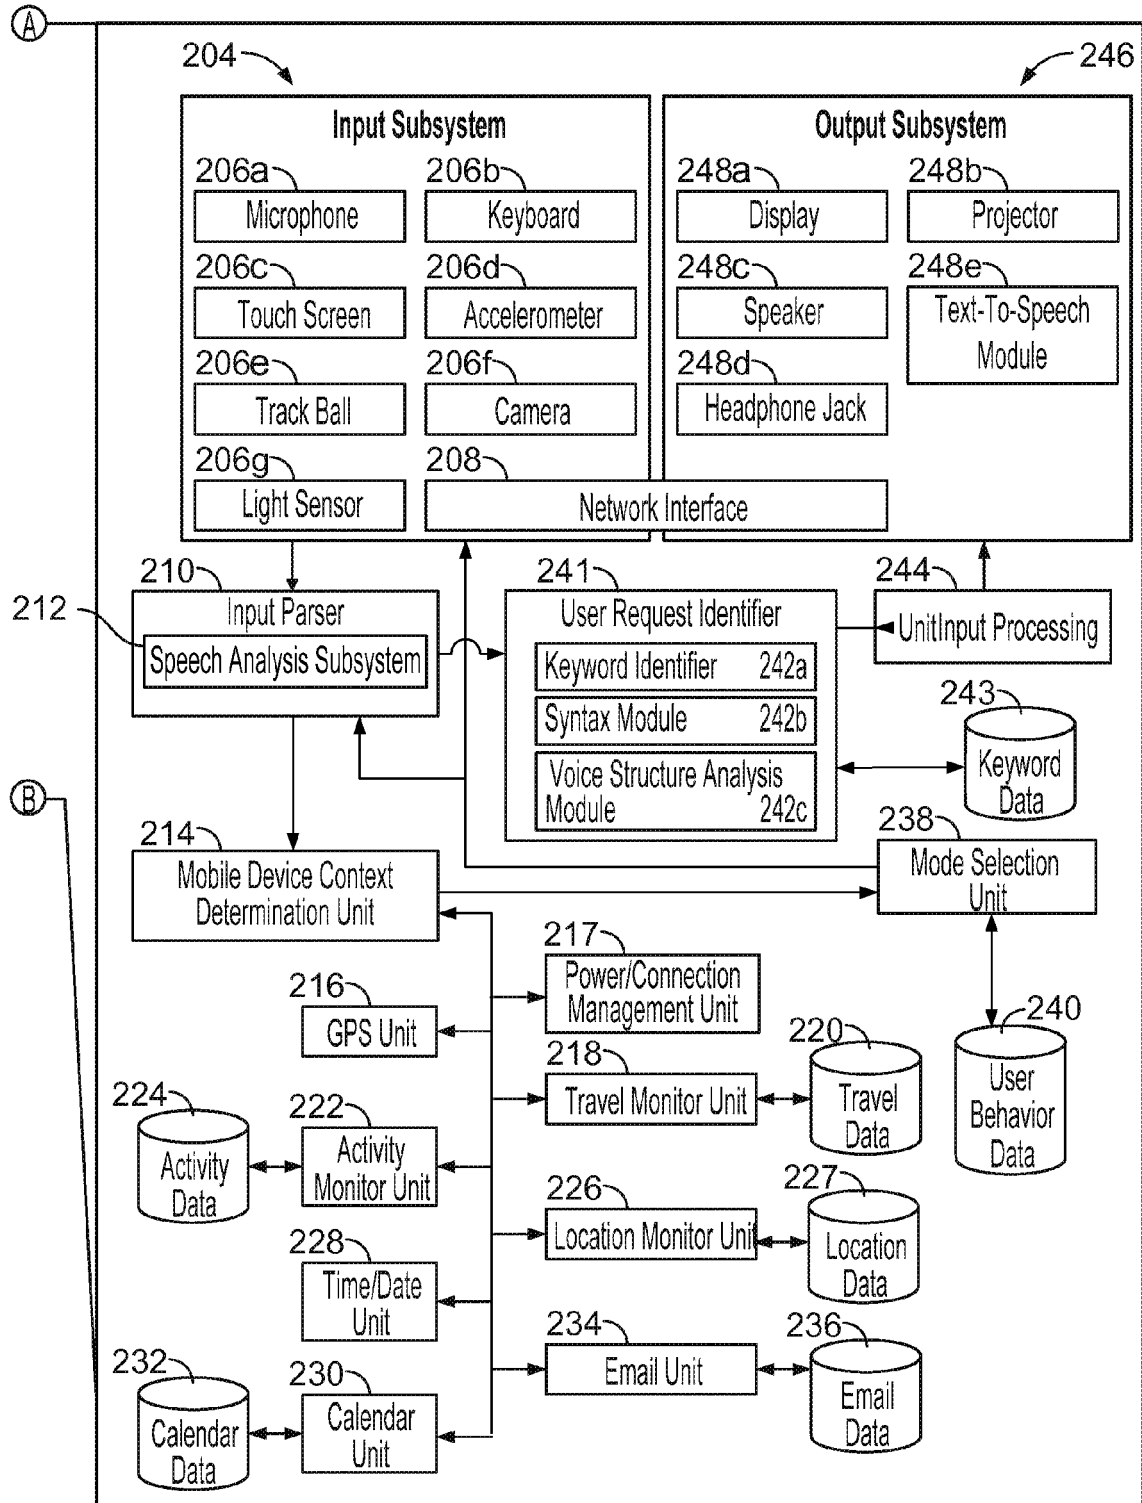 A
204
246
Input Subsystem
Output Subsystem
206a
206b
248a
248b
Microphone
Keyboard
Display
Projector
206c
206d
248c
248e
Touch Screen
Accelerometer
Speaker
Text-To-Speech
Module
206e
206f
248d
Track Ball
Camera
Headphone Jack
206g
208
Light Sensor
Network Interface
210
241
244
212
Input Parser
User Request Identifier
UnitInput Processing
Speech Analysis Subsystem
Keyword Identifier 242a
Syntax Module 242b
243
Voice Structure Analysis
Module 242c
Keyword
Data
B
214
238
Mobile Device Context
Determination Unit
Mode Selection
Unit
217
Power/Connection
Management Unit
216
GPS Unit
218
220
240
Travel Monitor Unit
Travel
Data
User
Behavior
Data
224
222
Activity
Data
Activity
Monitor Unit
226
227
Location Monitor Unit
Location
Data
228
Time/Date
Unit
234
236
Email Unit
Email
Data
232
230
Calendar
Data
Calendar
Unit